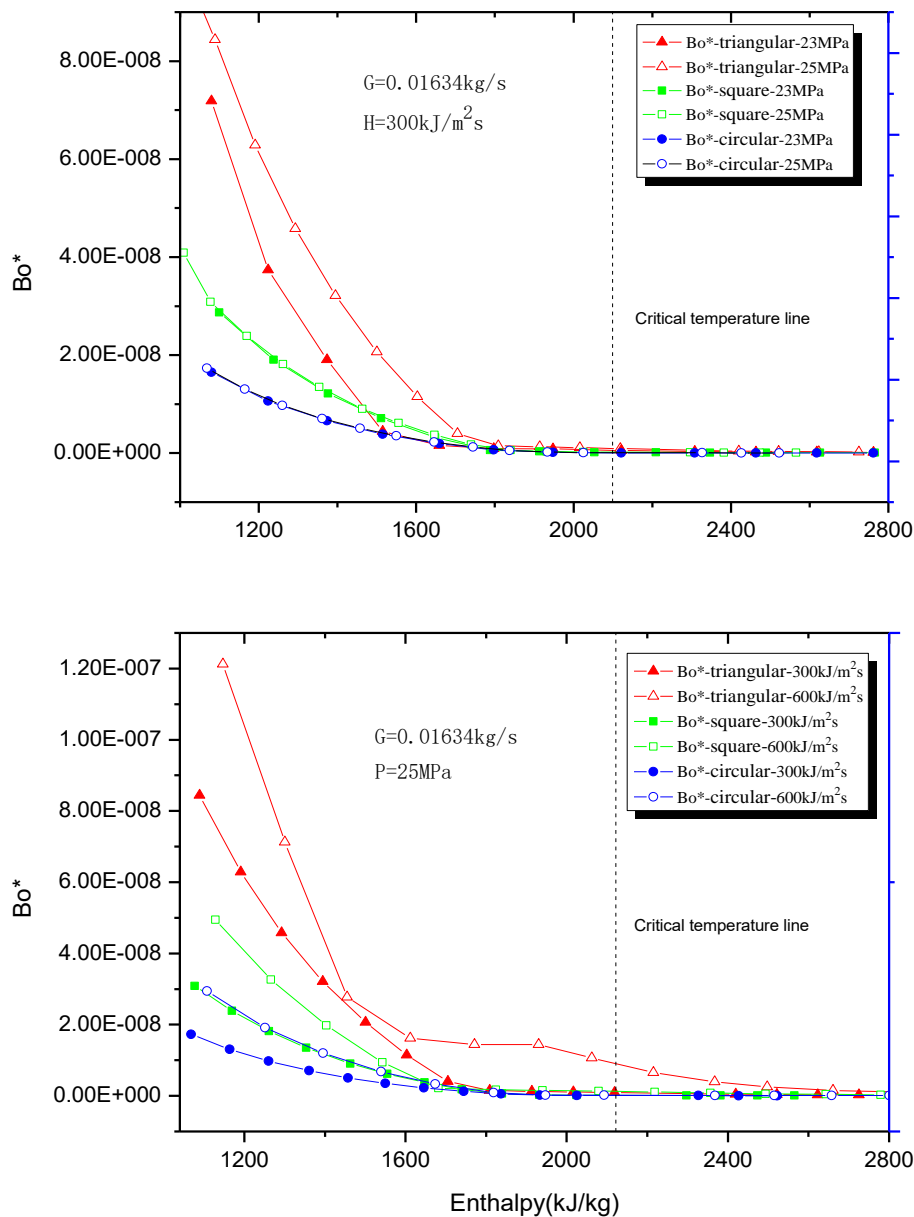 8.00E-008
6.00E-008
4.00E-008
2.00E-008
0.00E+000
Bo*
G=0.01634kg/s
H=300kJ/m²s
Bo*-triangular-23MPa
Bo*-triangular-25MPa
Bo*-square-23MPa
Bo*-square-25MPa
Bo*-circular-23MPa
Bo*-circular-25MPa
Critical temperature line
1200 1600 2000 2400 2800
1.20E-007
1.00E-007
8.00E-008
6.00E-008
4.00E-008
2.00E-008
0.00E+000
Bo*
G=0.01634kg/s
P=25MPa
Bo*-triangular-300kJ/m²s
Bo*-triangular-600kJ/m²s
Bo*-square-300kJ/m²s
Bo*-square-600kJ/m²s
Bo*-circular-300kJ/m²s
Bo*-circular-600kJ/m²s
Critical temperature line
1200 1600 2000 2400 2800
Enthalpy(kJ/kg)